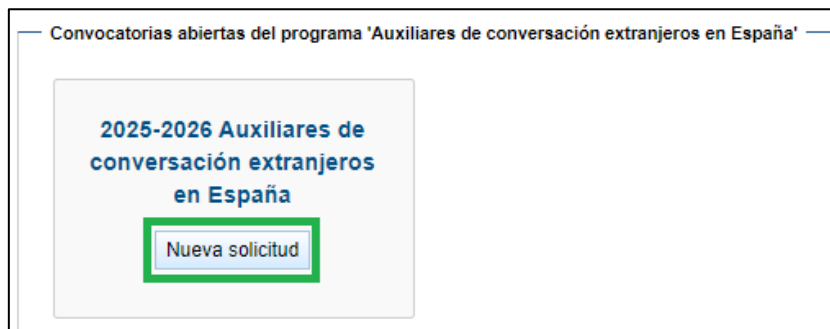 Convocatorias abiertas del programa 'Auxiliares de conversación extranjeros en España'
2025-2026 Auxiliares de
conversación extranjeros
en España
Nueva solicitud